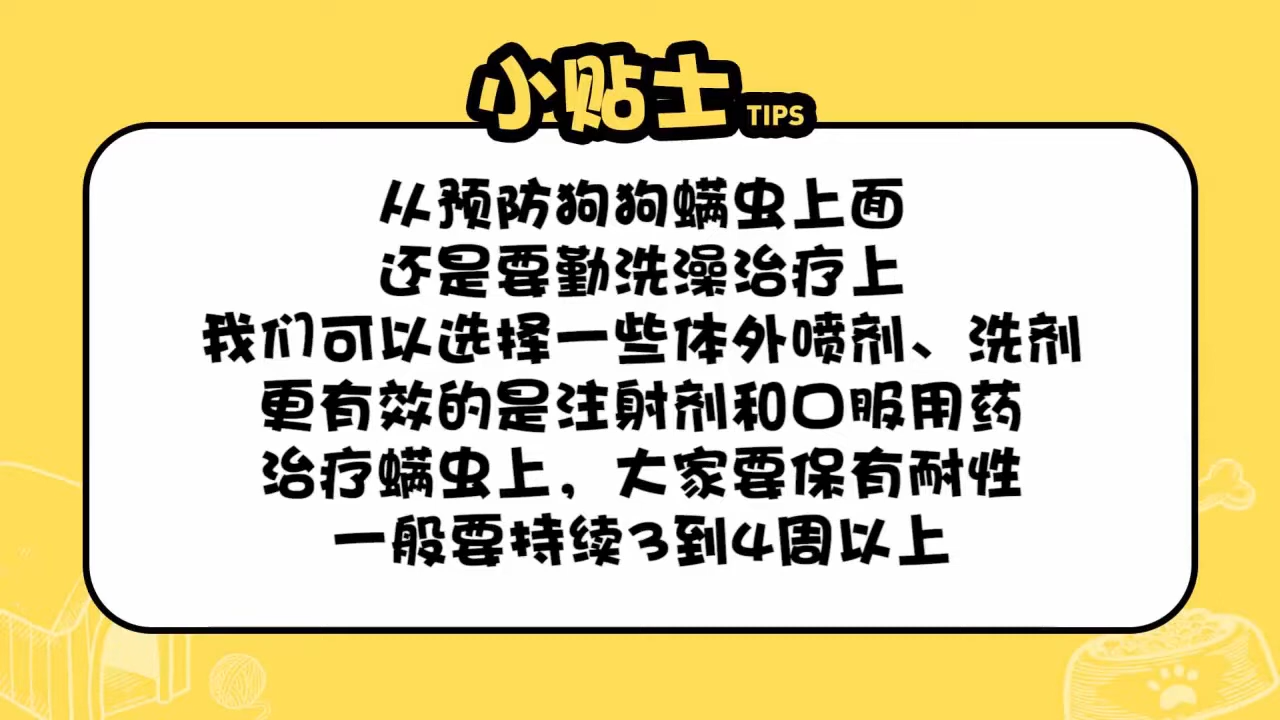 小贴士 TIPS
从预防狗狗螨虫上面
还是要勤洗澡治疗上
我们可以选择一些体外喷剂、洗剂
更有效的是注射剂和口服用药
治疗螨虫上，大家要保有耐性
一般要持续3到4周以上